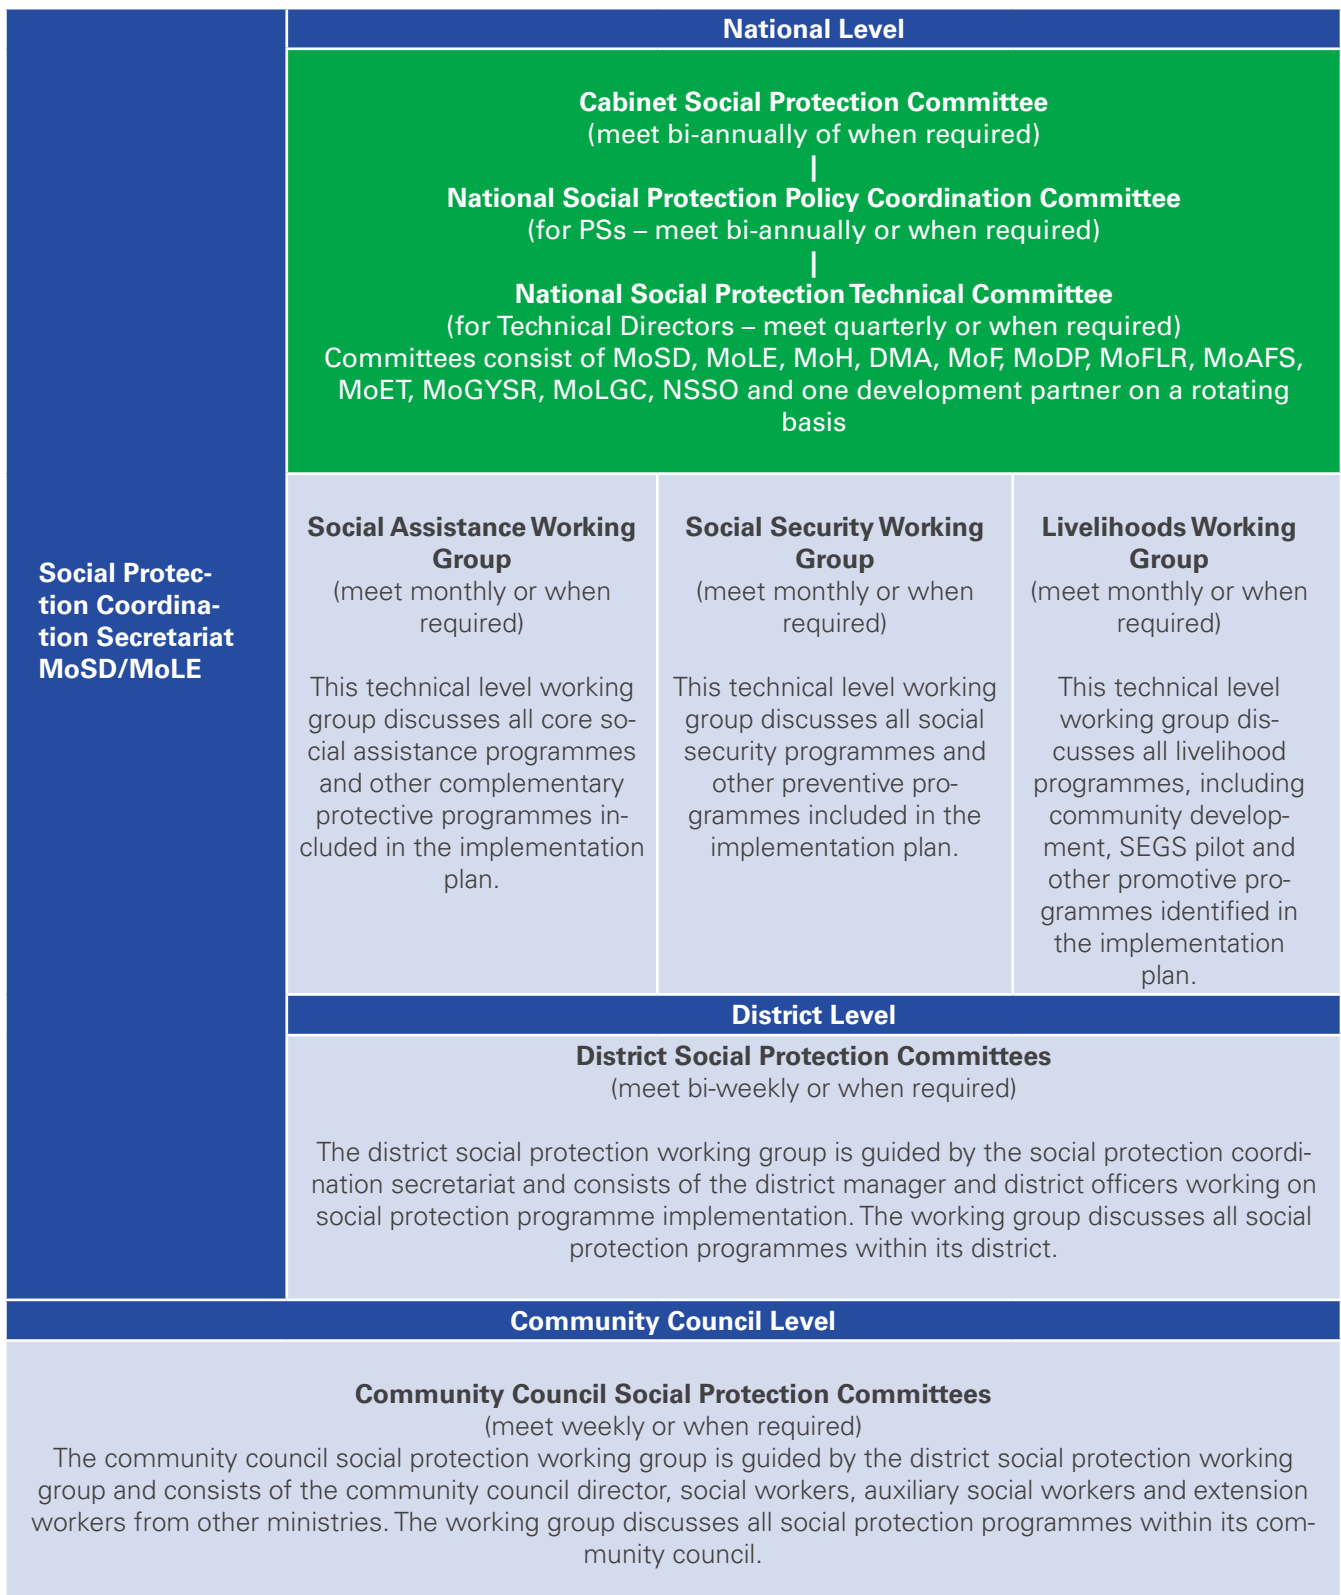 National Level
Cabinet Social Protection Committee
(meet bi-annually of when required)
National Social Protection Policy Coordination Committee
(for PSs – meet bi-annually or when required)
National Social Protection Technical Committee
(for Technical Directors – meet quarterly or when required)
Committees consist of MoSD, MoLE, MoH, DMA, MoF, MoDP, MoFLR, MoAFS,
MoET, MoGYSR, MoLGC, NSSO and one development partner on a rotating
basis
Social Protec-
tion Coordina-
tion Secretariat
MoSD/MoLE
Social Assistance Working
Group
(meet monthly or when
required)
This technical level working
group discusses all core so-
cial assistance programmes
and other complementary
protective programmes in-
cluded in the implementation
plan.
Social Security Working
Group
(meet monthly or when
required)
This technical level working
group discusses all social
security programmes and
other preventive pro-
grammes included in the
implementation plan.
Livelihoods Working
Group
(meet monthly or when
required)
This technical level
working group dis-
cusses all livelihood
programmes, including
community develop-
ment, SEGS pilot and
other promotive pro-
grammes identified in
the implementation
plan.
District Level
District Social Protection Committees
(meet bi-weekly or when required)
The district social protection working group is guided by the social protection coordi-
nation secretariat and consists of the district manager and district officers working on
social protection programme implementation. The working group discusses all social
protection programmes within its district.
Community Council Level
Community Council Social Protection Committees
(meet weekly or when required)
The community council social protection working group is guided by the district social protection working
group and consists of the community council director, social workers, auxiliary social workers and extension
workers from other ministries. The working group discusses all social protection programmes within its com-
munity council.